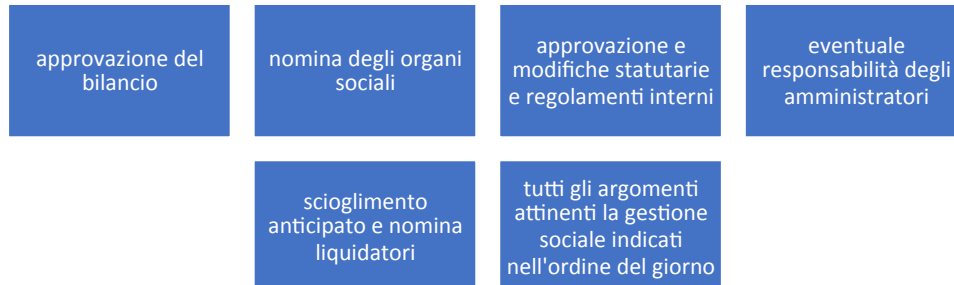 approvazione del
bilancio
nomina degli organi
sociali
approvazione e
modifiche statutarie
e regolamenti interni
eventuale
responsabilità degli
amministratori
scioglimento
anticipato e nomina
liquidatori
tutti gli argomenti
attinenti la gestione
sociale indicati
nell'ordine del giorno